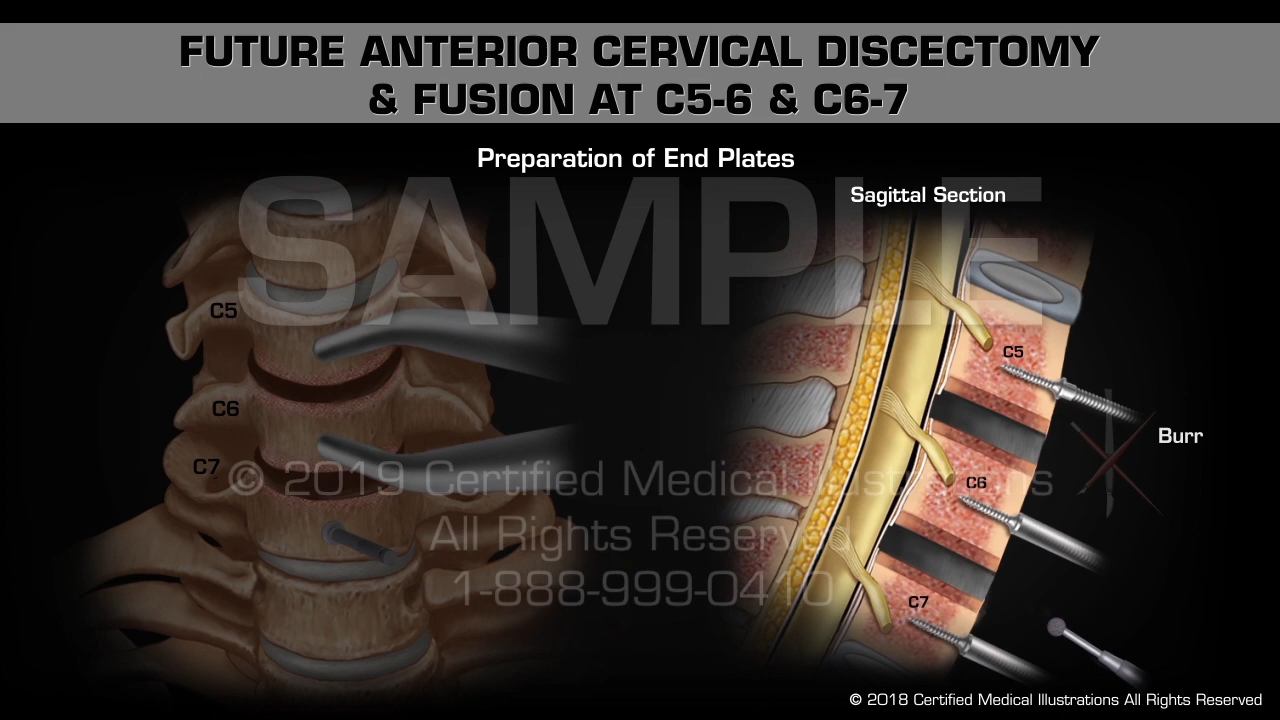 FUTURE ANTERIOR CERVICAL DISCECTOMY
& FUSION AT C5-6 & C6-7
Preparation of End Plates
Sagittal Section
SAMPLE
C5
C6
C7
C5
Burr
C6
C7
© 2019 Certified Medical Illustrations
All Rights Reserved
1-888-999-0410
© 2018 Certified Medical Illustrations All Rights Reserved